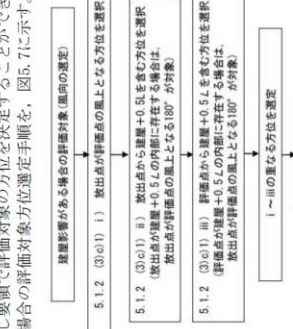 じ要領で評価対象の方位を決定することができ
場合の評価対象方位選定手順を，図5.7に示す。
建屋影響がある場合の評価対象(風向の選定)
5.1.2 (3)c)1) ⅰ) 放出点が評価点の風上となる方位を選択
5.1.2 (3)c)1) ⅱ) 放出点から建屋+0.5Lを含む方位を選択
(放出点が建屋+0.5Lの内部に存在する場合は、
放出点が評価点の風上となる180°が対象)
5.1.2 (3)c)1) ⅲ) 評価点から建屋+0.5Lを含む方位を選択
(評価点が建屋+0.5Lの内部に存在する場合は、
放出点が評価点の風上となる180°が対象)
ⅰ～ⅲの重なる方位を選定